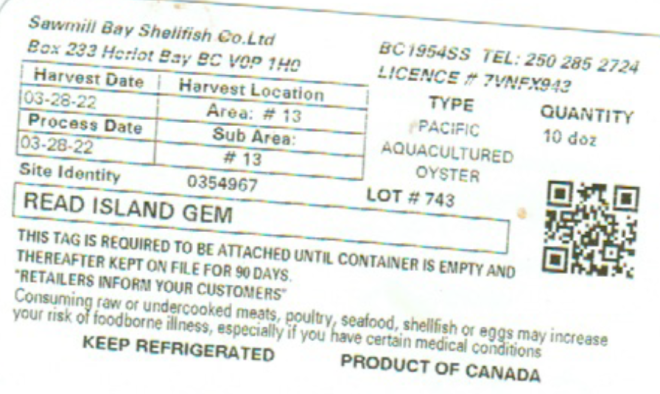 Sawmill Bay Shellfish Co.Ltd
Box 233 Heriot Bay BC V0P 1H0
BC1954SS TEL: 250 285 2724
LICENCE # 7VNFX943
Harvest Date
Harvest Location
03-28-22
Area: # 13
Process Date
Sub Area:
03-28-22
# 13
Site Identity
0354967
TYPE
QUANTITY
PACIFIC
10 doz
AQUACULTURED
OYSTER
LOT # 743
READ ISLAND GEM
THIS TAG IS REQUIRED TO BE ATTACHED UNTIL CONTAINER IS EMPTY AND
THEREAFTER KEPT ON FILE FOR 90 DAYS.
"RETAILERS INFORM YOUR CUSTOMERS"
Consuming raw or undercooked meats, poultry, seafood, shellfish or eggs may increase
your risk of foodborne illness, especially if you have certain medical conditions
KEEP REFRIGERATED
PRODUCT OF CANADA